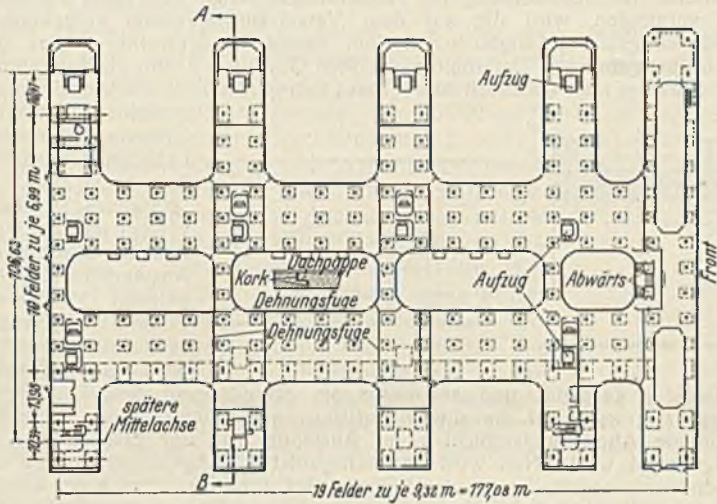 A
Aufzug
10 Felder zu je 6,99 m.
106,63
Dachpappe
Kork
Dehnungsfuge
Aufzug
Abwärts
Front
Dehnungsfuge
spätere
Mittelachse
B
19 Felder zu je 9,32 m = 177,08 m